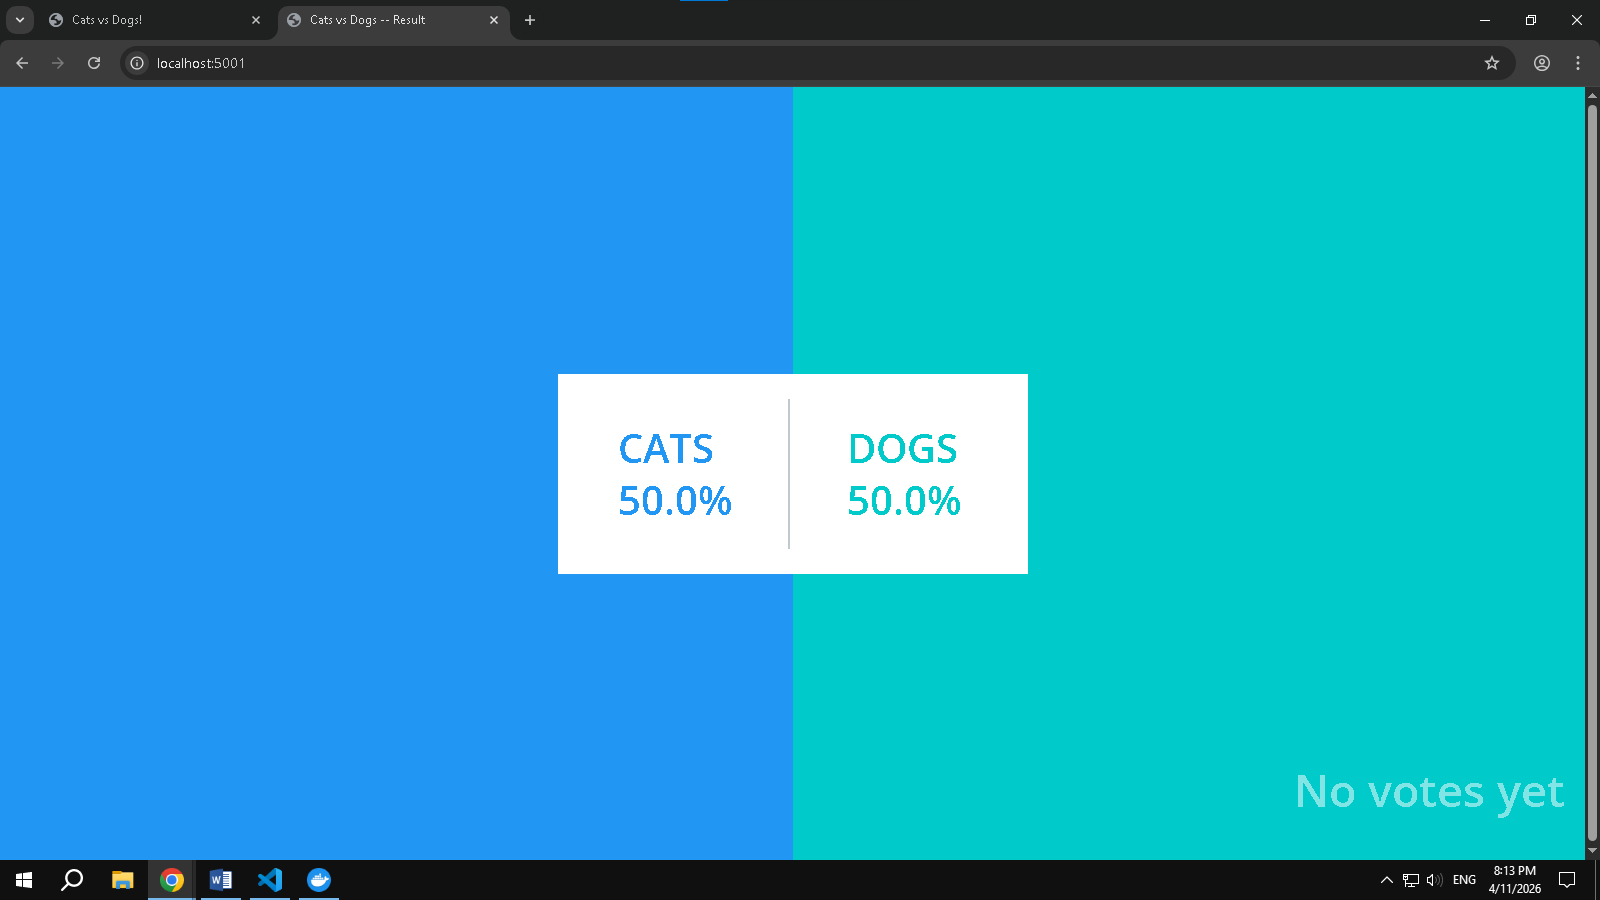 Cats vs Dogs!
Cats vs Dogs -- Result
localhost:5001
CATS
50.0%
DOGS
50.0%
No votes yet
ENG
8:13 PM
4/11/2026